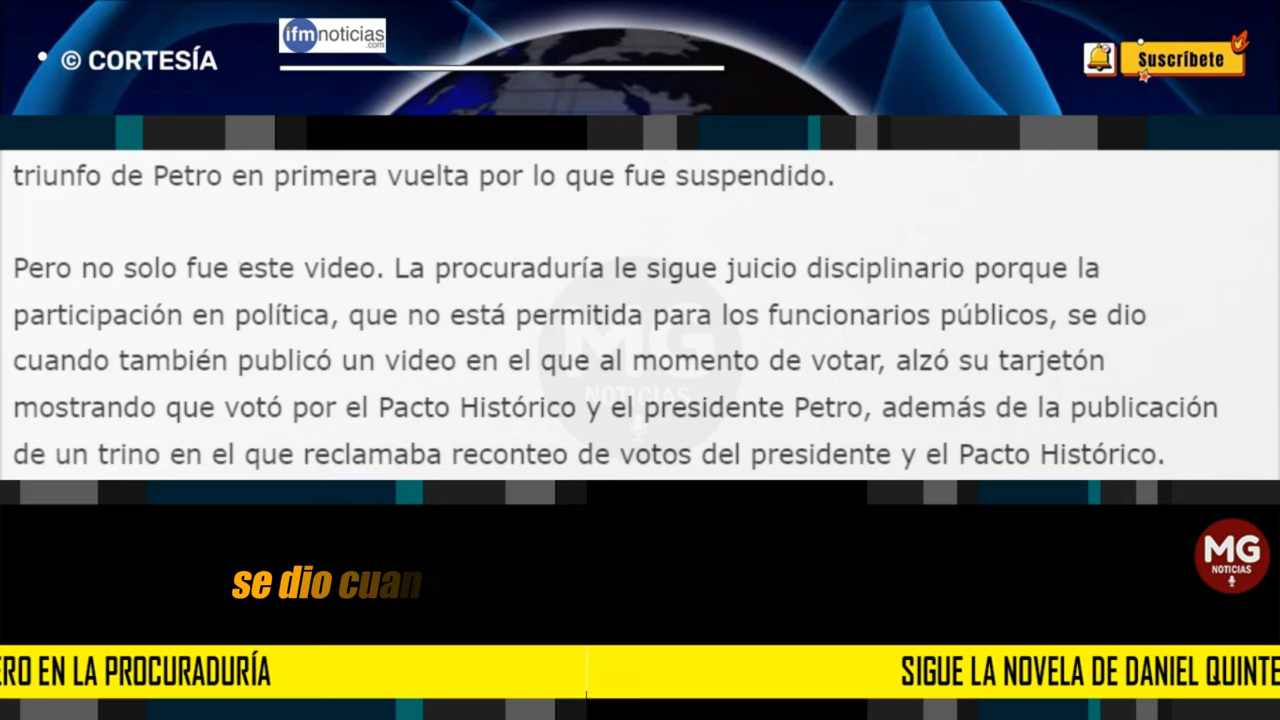 © CORTESÍA
ifmnoticias
.com
Suscríbete
triunfo de Petro en primera vuelta por lo que fue suspendido.
Pero no solo fue este video. La procuraduría le sigue juicio disciplinario porque la
participación en política, que no está permitida para los funcionarios públicos, se dio
cuando también publicó un video en el que al momento de votar, alzó su tarjetón
mostrando que votó por el Pacto Histórico y el presidente Petro, además de la publicación
de un trino en el que reclamaba reconteo de votos del presidente y el Pacto Histórico.
MG
NOTICIAS
se dio cuan
MG
NOTICIAS
ERO EN LA PROCURADURÍA
SIGUE LA NOVELA DE DANIEL QUINTE